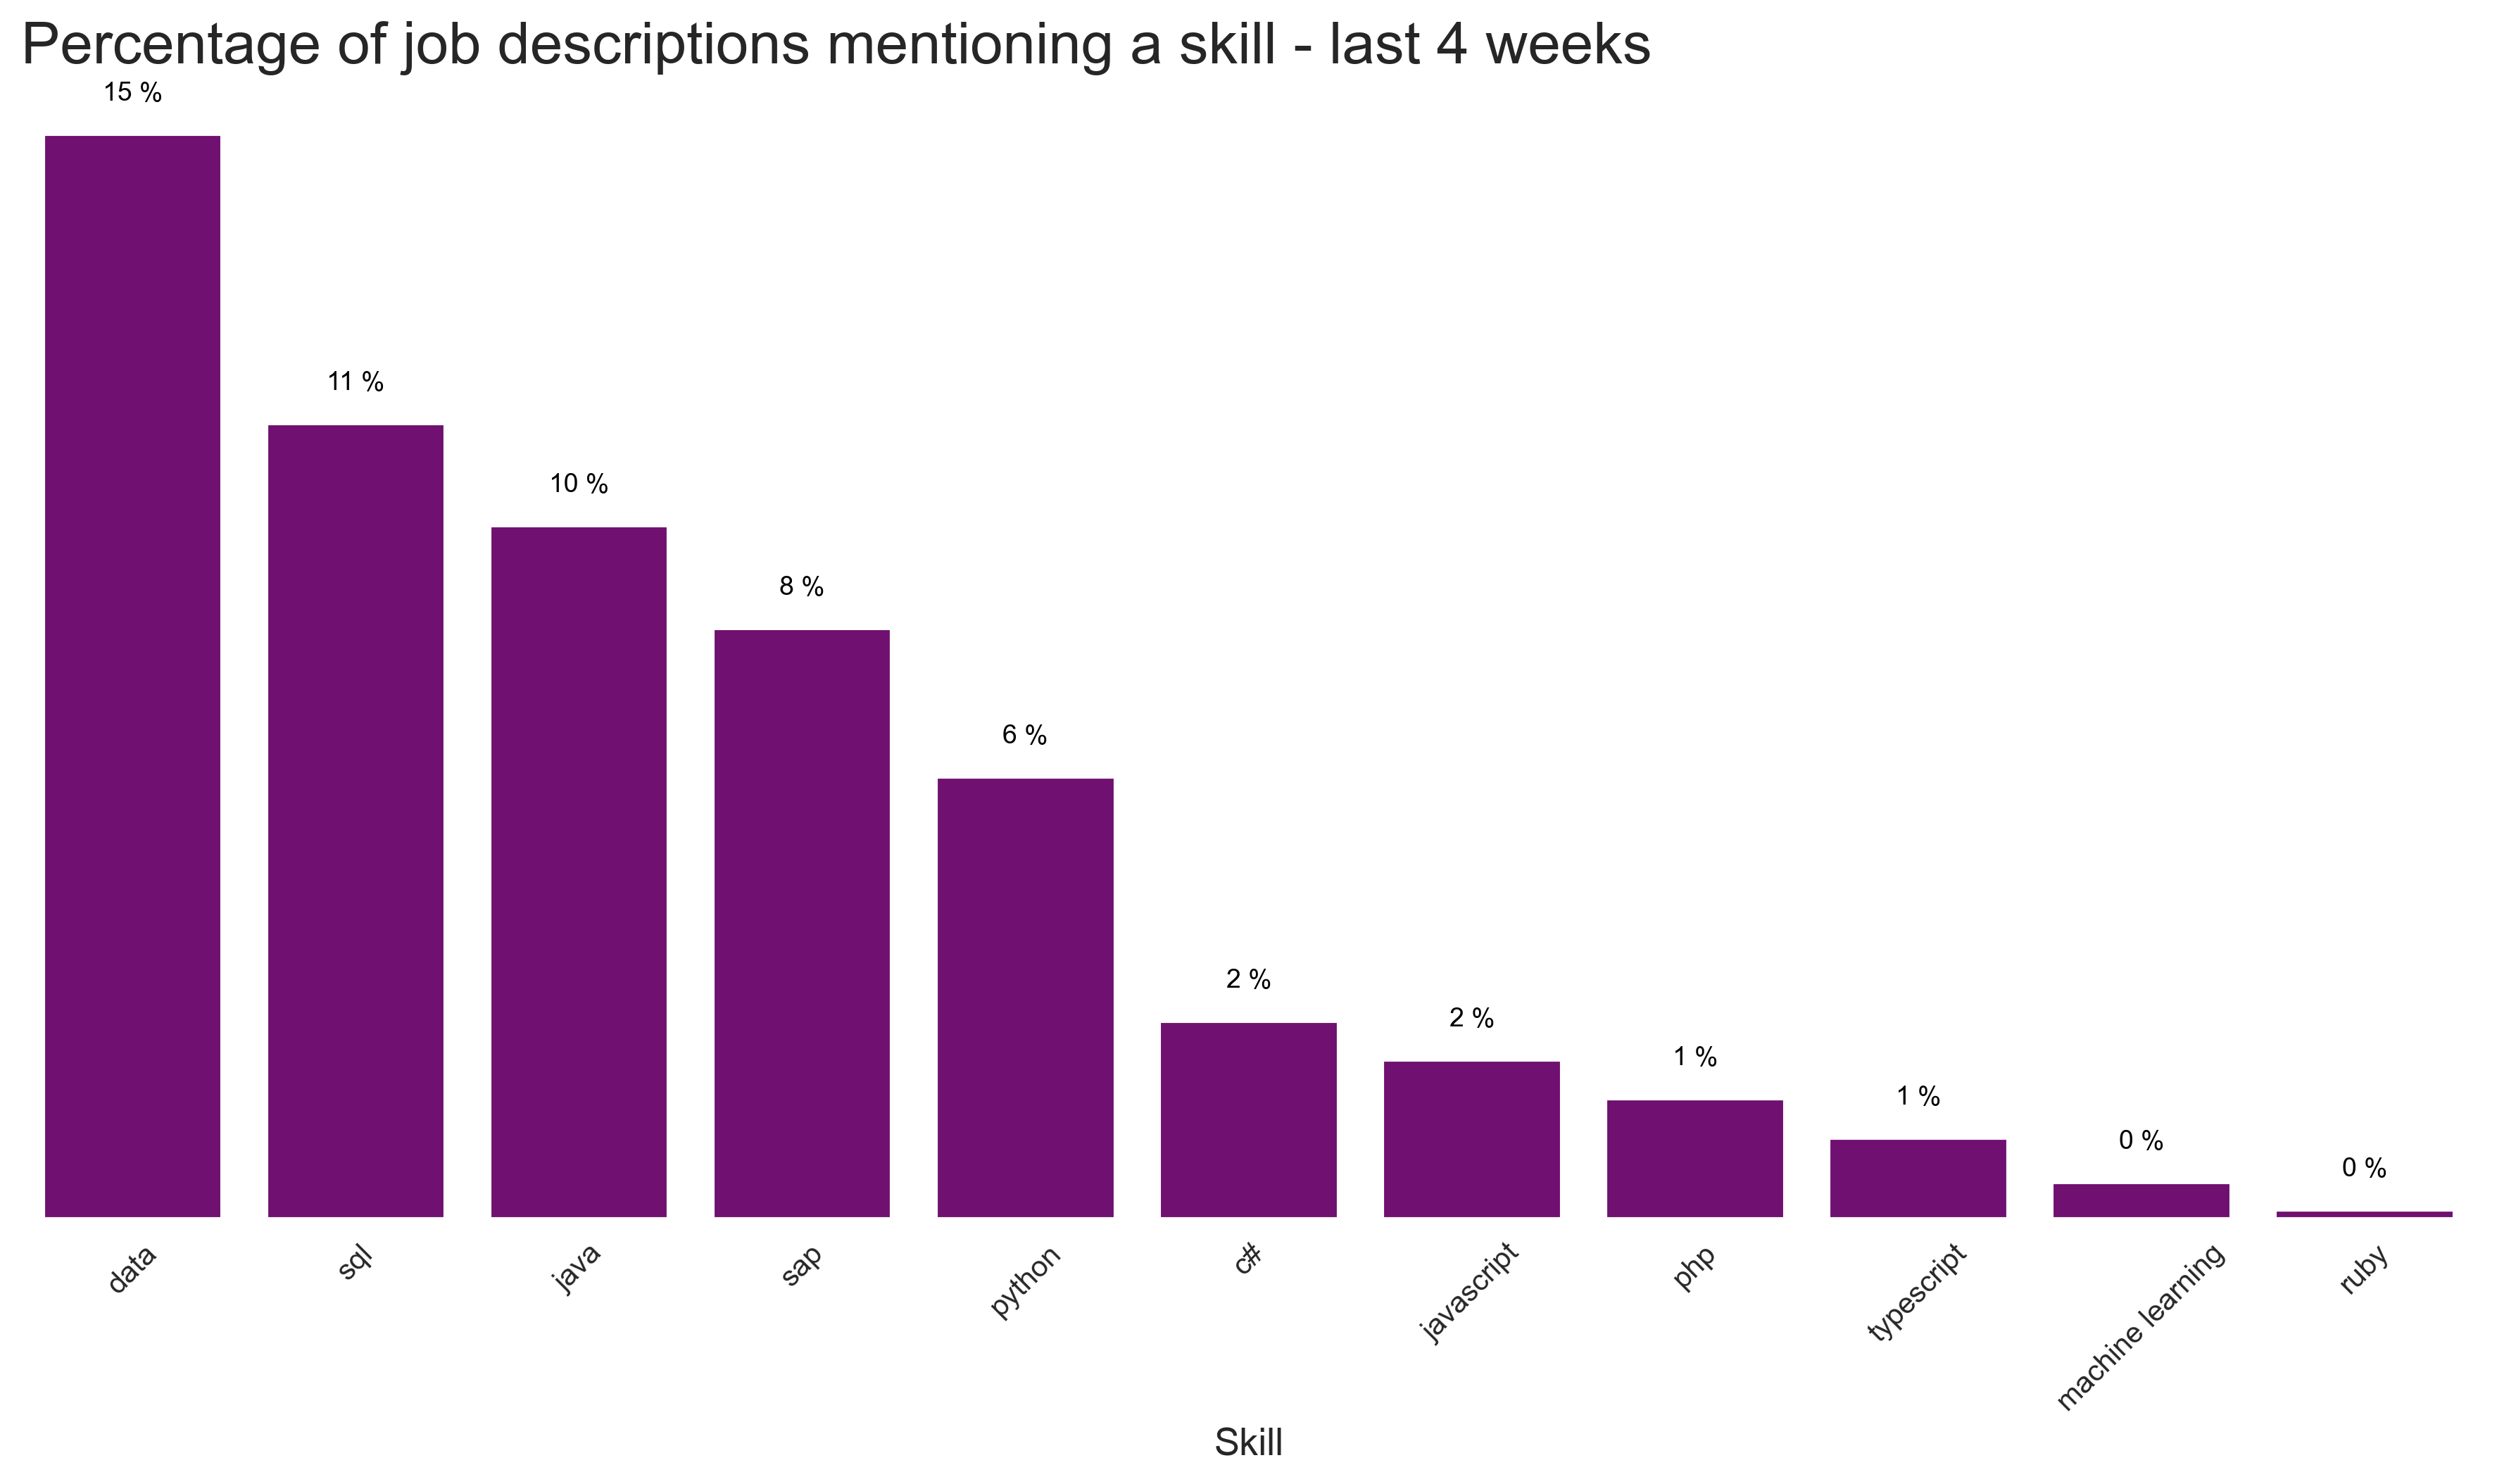 Percentage of job descriptions mentioning a skill - last 4 weeks
15 %
11 %
10 %
8 %
6 %
2 %
2 %
1 %
1 %
0 %
0 %
data
sql
java
sap
python
c#
javascript
php
typescript
machine learning
ruby
Skill